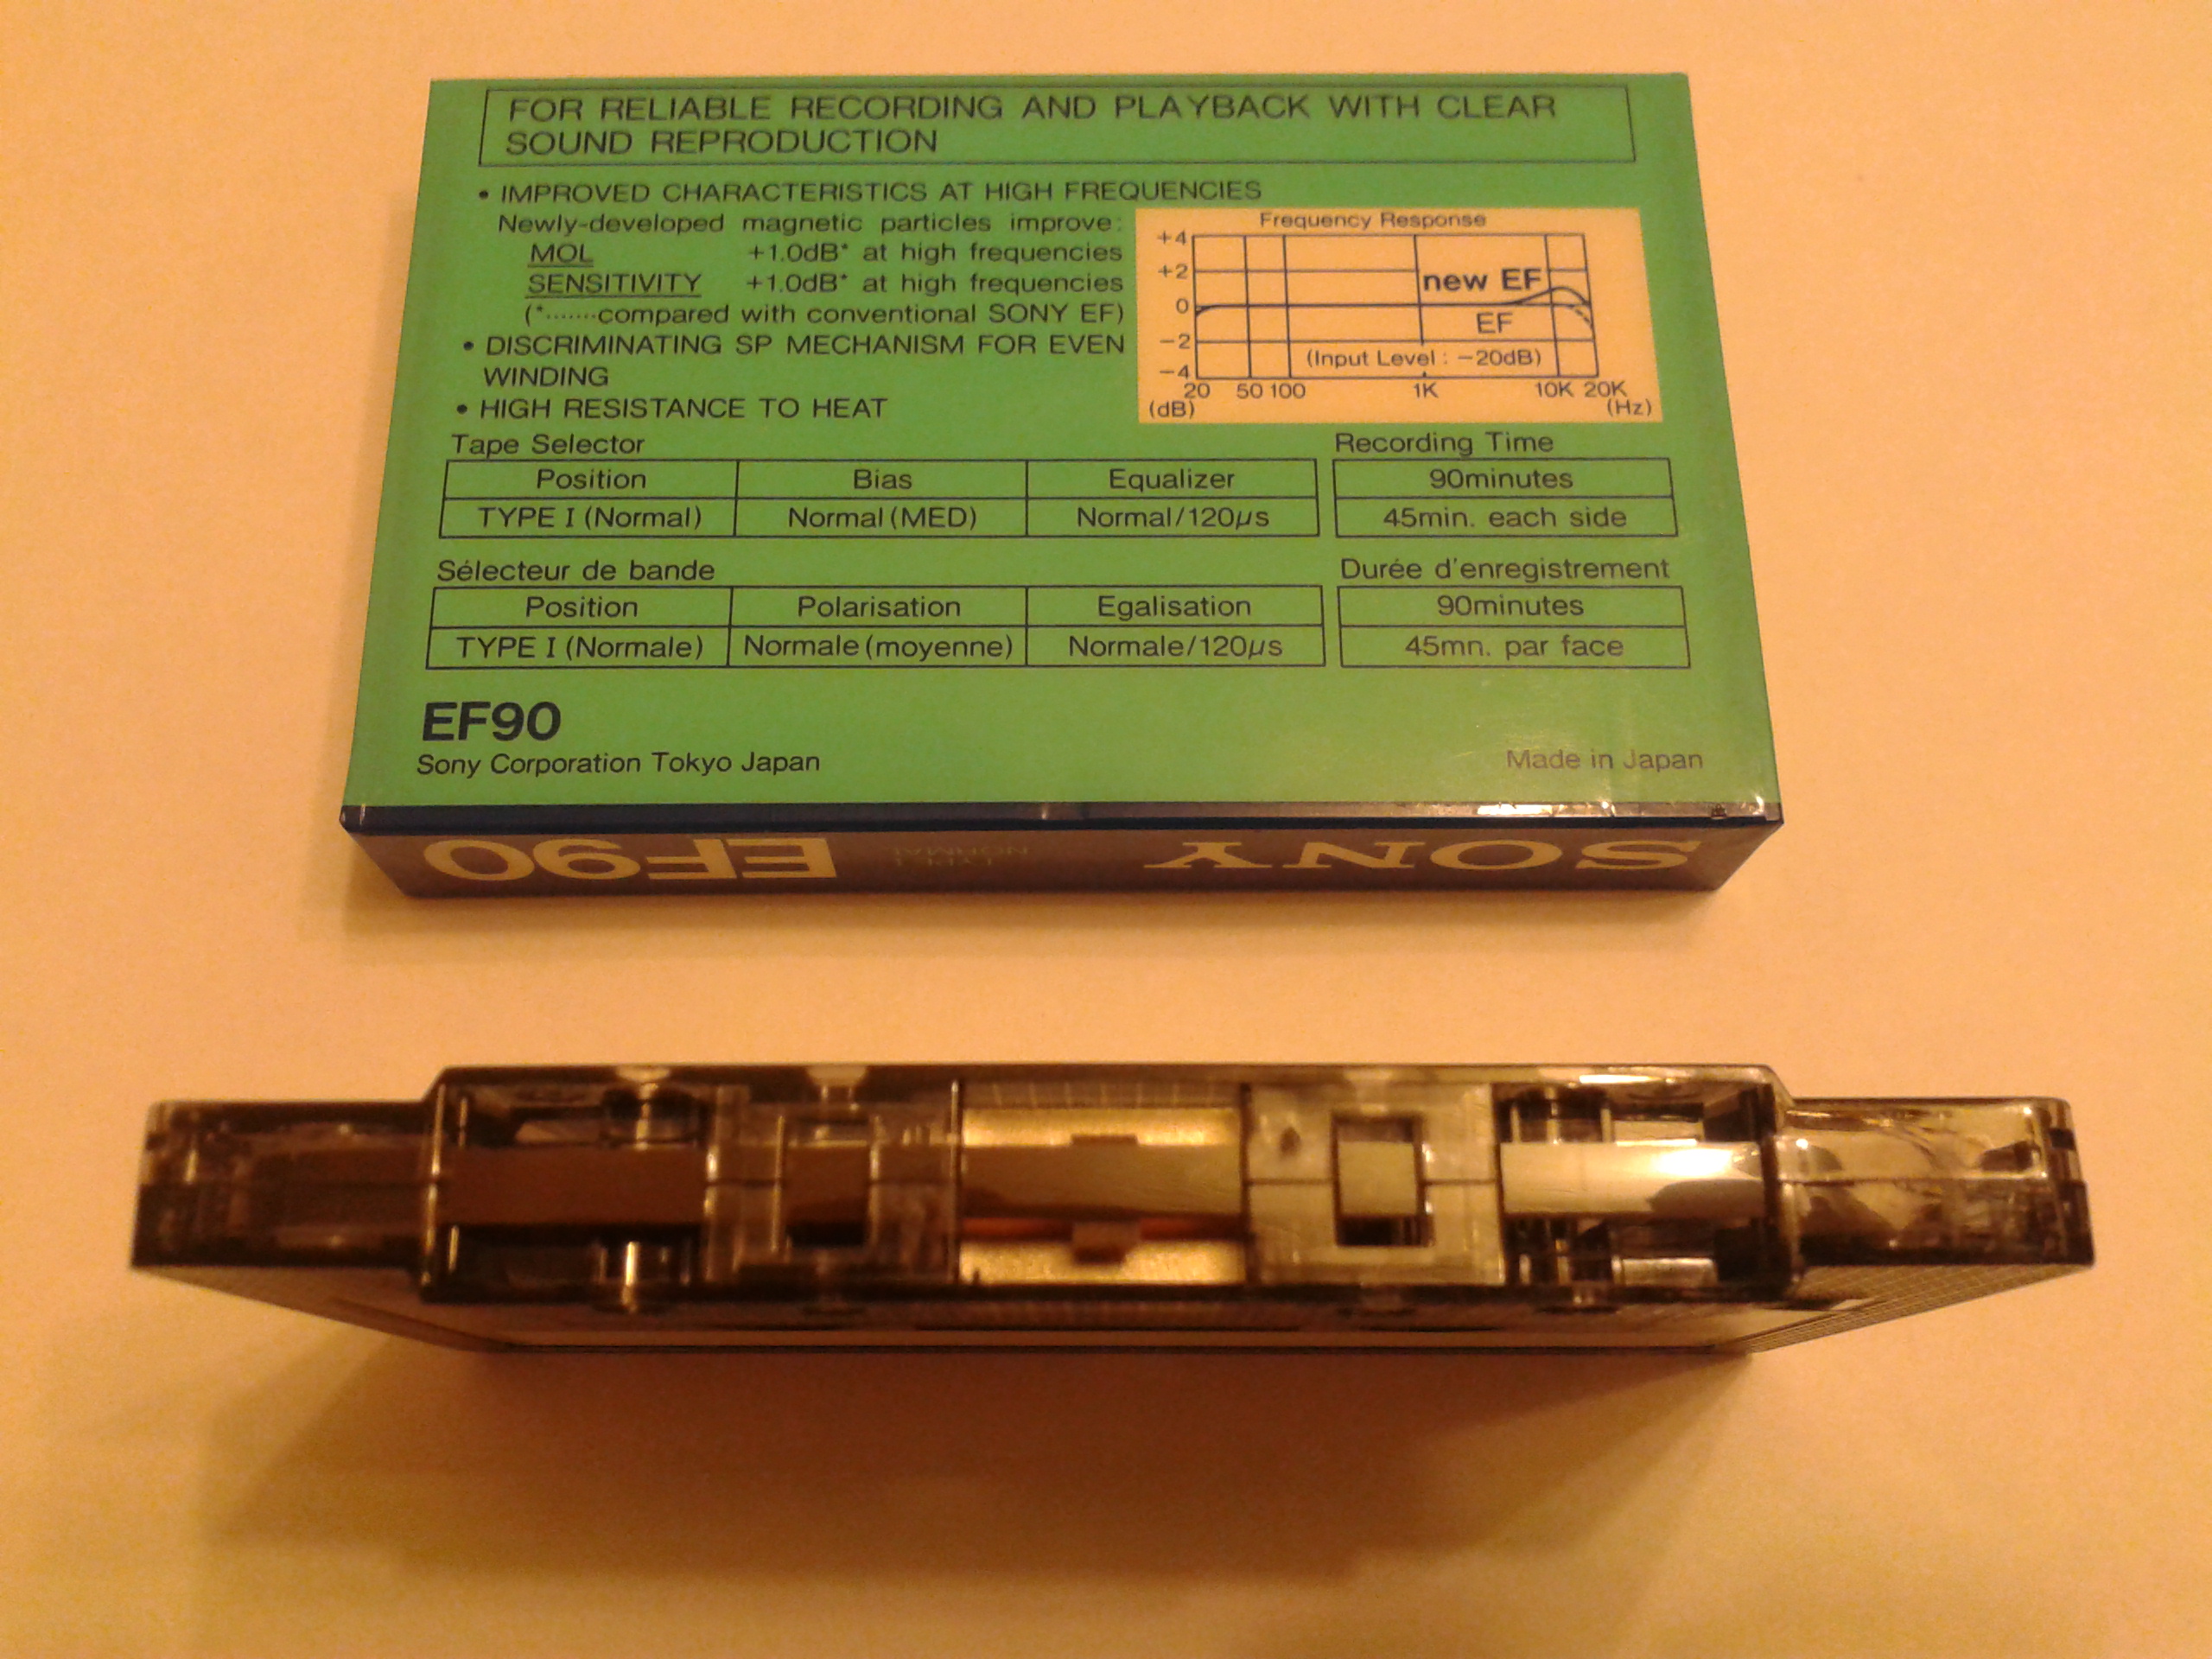 FOR RELIABLE RECORDING AND PLAYBACK WITH CLEAR
SOUND REPRODUCTION
• IMPROVED CHARACTERISTICS AT HIGH FREQUENCIES
Newly-developed magnetic particles improve:
MOL +1.0dB* at high frequencies
SENSITIVITY +1.0dB* at high frequencies
(*·······compared with conventional SONY EF)
• DISCRIMINATING SP MECHANISM FOR EVEN
WINDING
• HIGH RESISTANCE TO HEAT
Frequency Response
+4
+2
new EF
0
EF
−2
(Input Level : −20dB)
−4
20 50 100 1K 10K 20K
(dB) (Hz)
Tape Selector Recording Time
Position Bias Equalizer 90minutes
TYPE I (Normal) Normal (MED) Normal/120µs 45min. each side
Sélecteur de bande Durée d'enregistrement
Position Polarisation Egalisation 90minutes
TYPE I (Normale) Normale (moyenne) Normale/120µs 45mn. par face
EF90
Sony Corporation Tokyo Japan Made in Japan
SONY TYPE I EF90
NORMAL